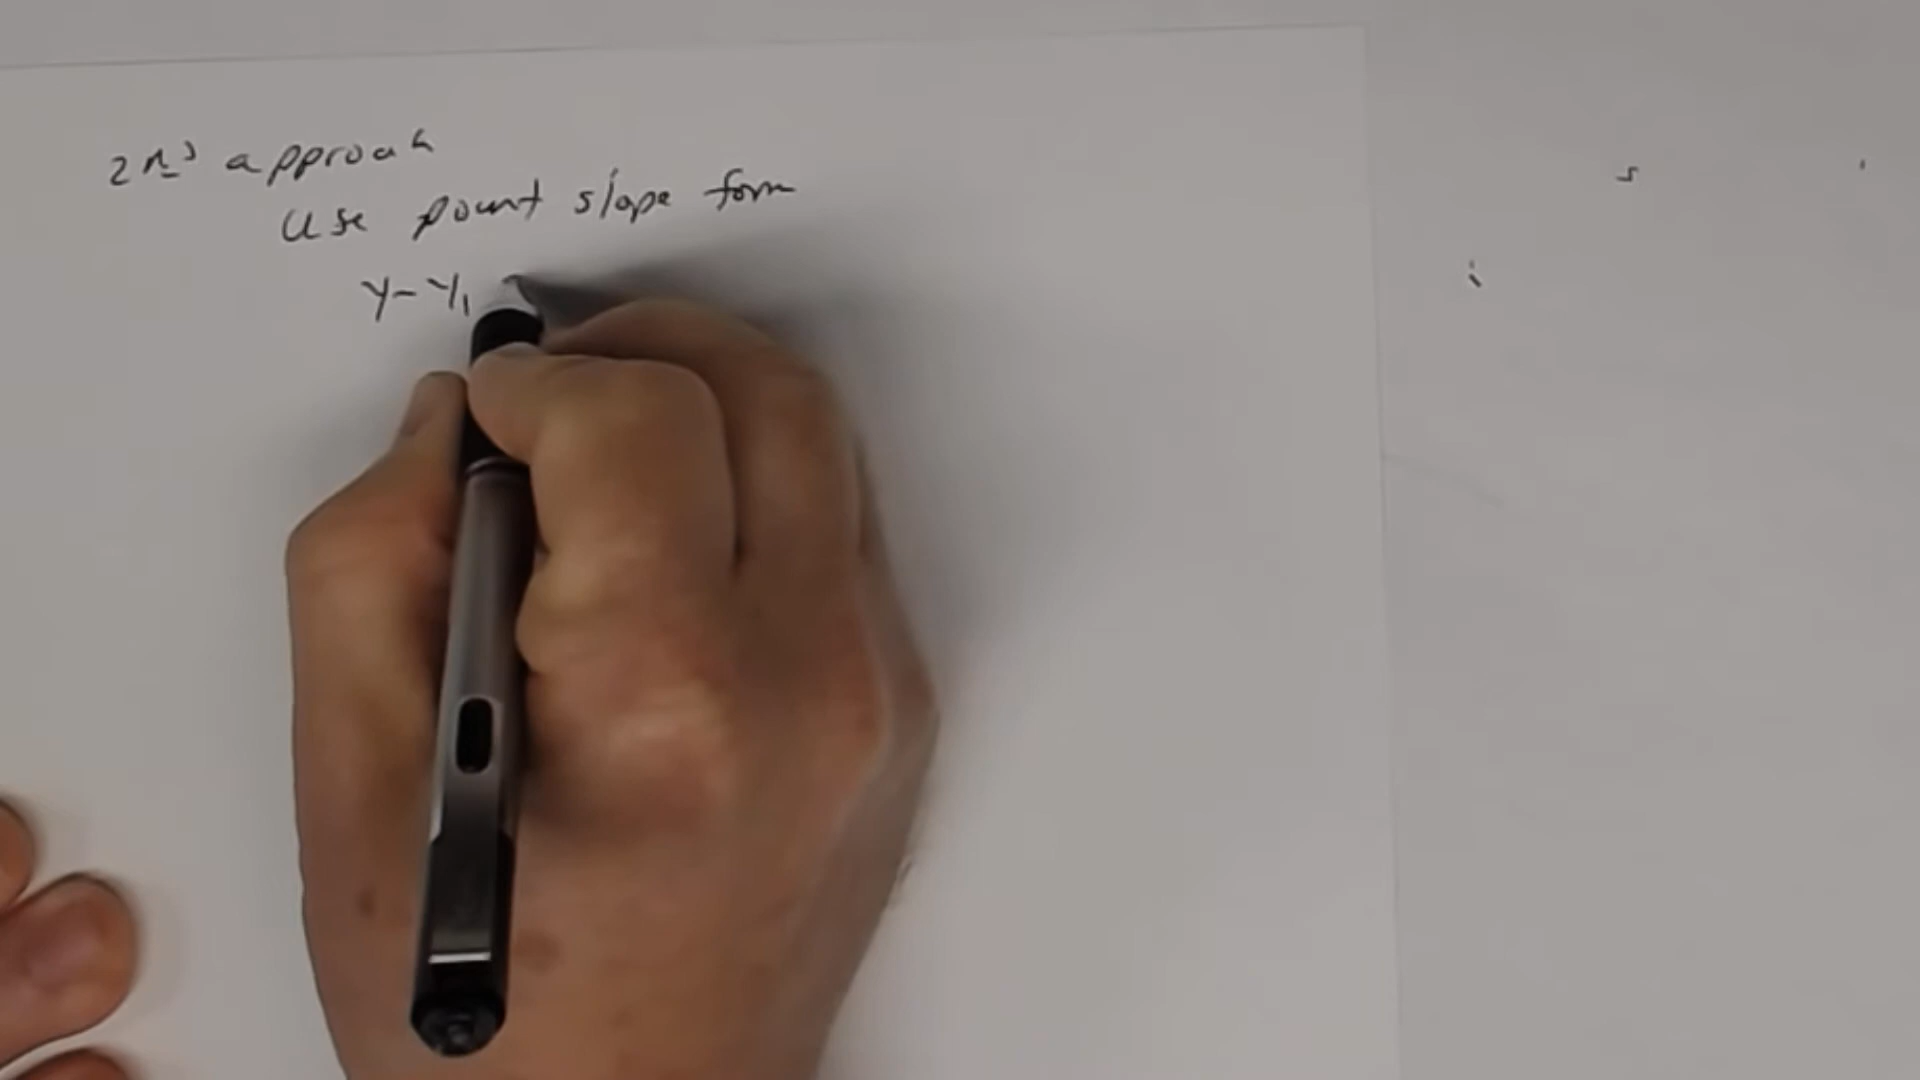 2nd approach
Use point slope form
y - y₁